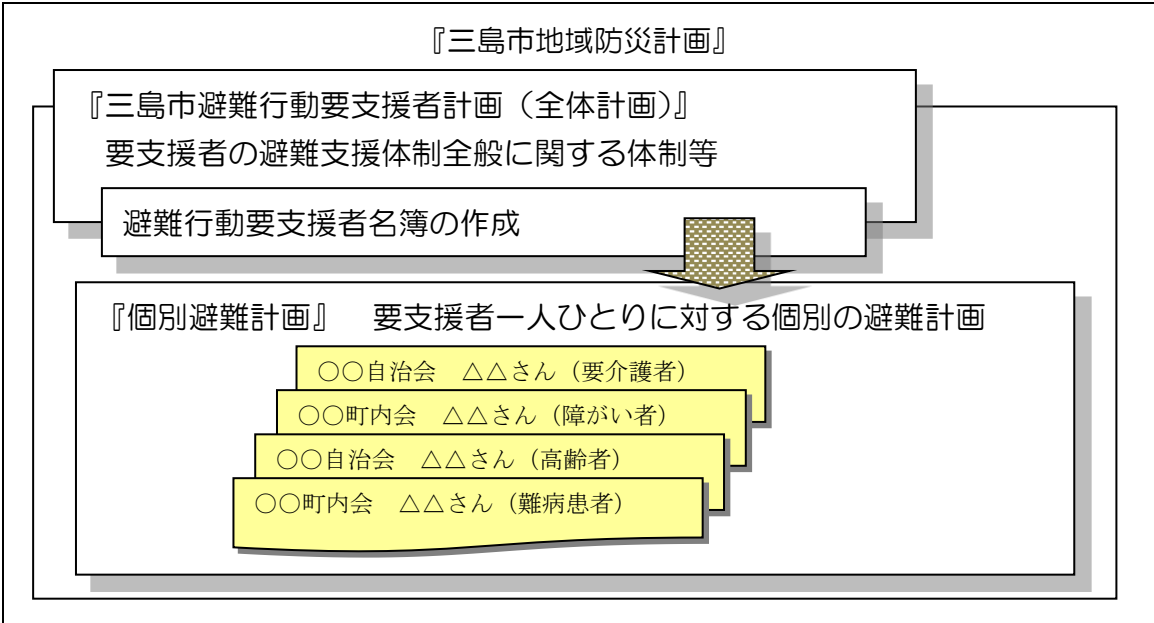 『三島市地域防災計画』
『三島市避難行動要支援者計画（全体計画)』
要支援者の避難支援体制全般に関する体制等
避難行動要支援者名簿の作成
『個別避難計画』　要支援者一人ひとりに対する個別の避難計画
○○自治会　△△さん（要介護者）
○○町内会　△△さん（障がい者）
○○自治会　△△さん（高齢者）
○○町内会　△△さん（難病患者）